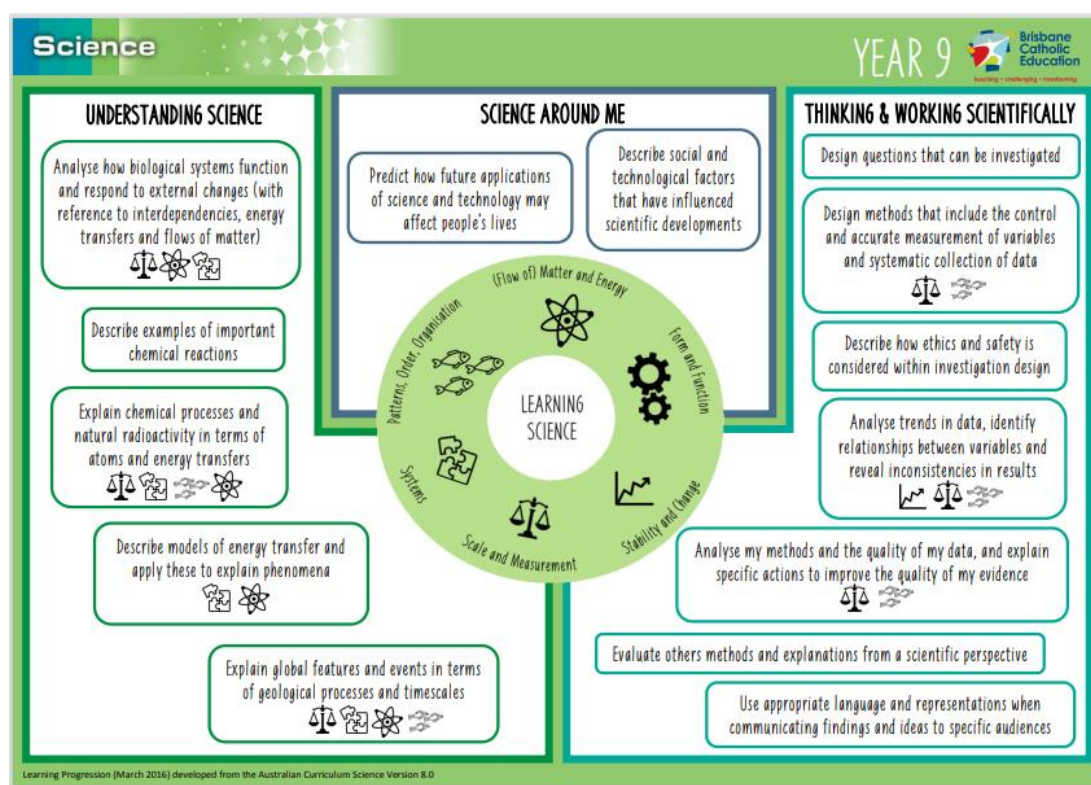 Science
YEAR 9
Brisbane
Catholic
Education
teaching • challenging • transforming
UNDERSTANDING SCIENCE
Analyse how biological systems function
and respond to external changes (with
reference to interdependencies, energy
transfers and flows of matter)
Describe examples of important
chemical reactions
Explain chemical processes and
natural radioactivity in terms of
atoms and energy transfers
Describe models of energy transfer and
apply these to explain phenomena
Explain global features and events in terms
of geological processes and timescales
SCIENCE AROUND ME
Predict how future applications
of science and technology may
affect people's lives
Describe social and
technological factors
that have influenced
scientific developments
(Flow of) Matter and Energy
Form and Function
Stability and Change
Scale and Measurement
Systems
Patterns, Order, Organisation
LEARNING
SCIENCE
THINKING & WORKING SCIENTIFICALLY
Design questions that can be investigated
Design methods that include the control
and accurate measurement of variables
and systematic collection of data
Describe how ethics and safety is
considered within investigation design
Analyse trends in data, identify
relationships between variables and
reveal inconsistencies in results
Analyse my methods and the quality of my data, and explain
specific actions to improve the quality of my evidence
Evaluate others methods and explanations from a scientific perspective
Use appropriate language and representations when
communicating findings and ideas to specific audiences
Learning Progression (March 2016) developed from the Australian Curriculum Science Version 8.0